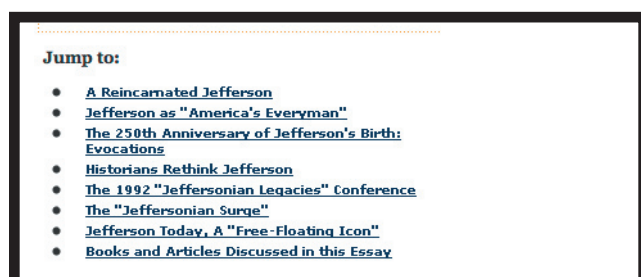 Jump to:
A Reincarnated Jefferson
Jefferson as "America's Everyman"
The 250th Anniversary of Jefferson's Birth:
Evocations
Historians Rethink Jefferson
The 1992 "Jeffersonian Legacies" Conference
The "Jeffersonian Surge"
Jefferson Today, A "Free-Floating Icon"
Books and Articles Discussed in this Essay